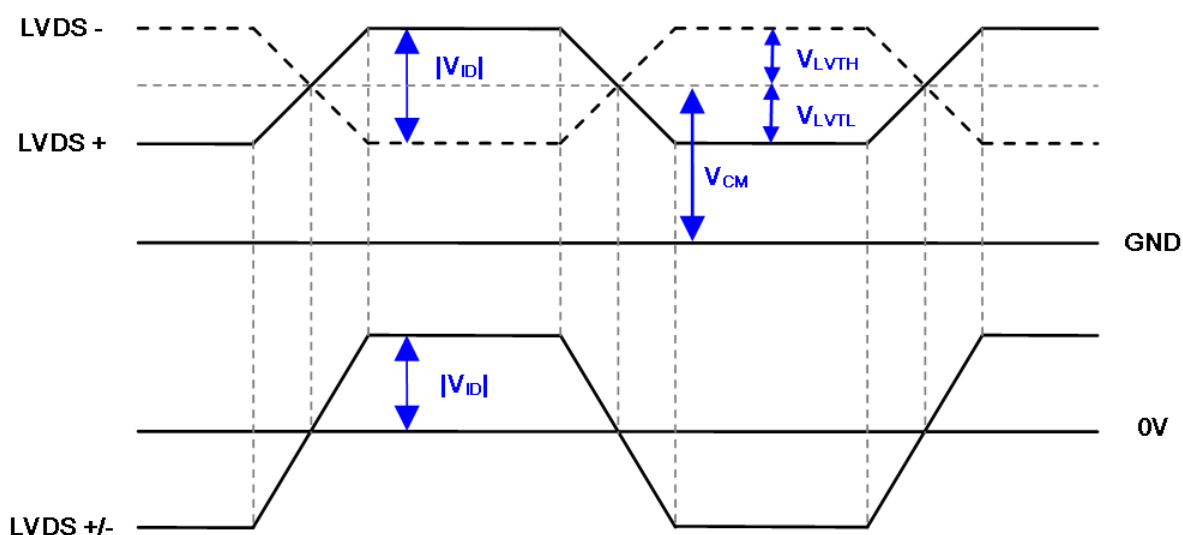 LVDS -
|VID|
VLVTH
VLVTL
LVDS +
VCM
GND
|VID|
0V
LVDS +/-